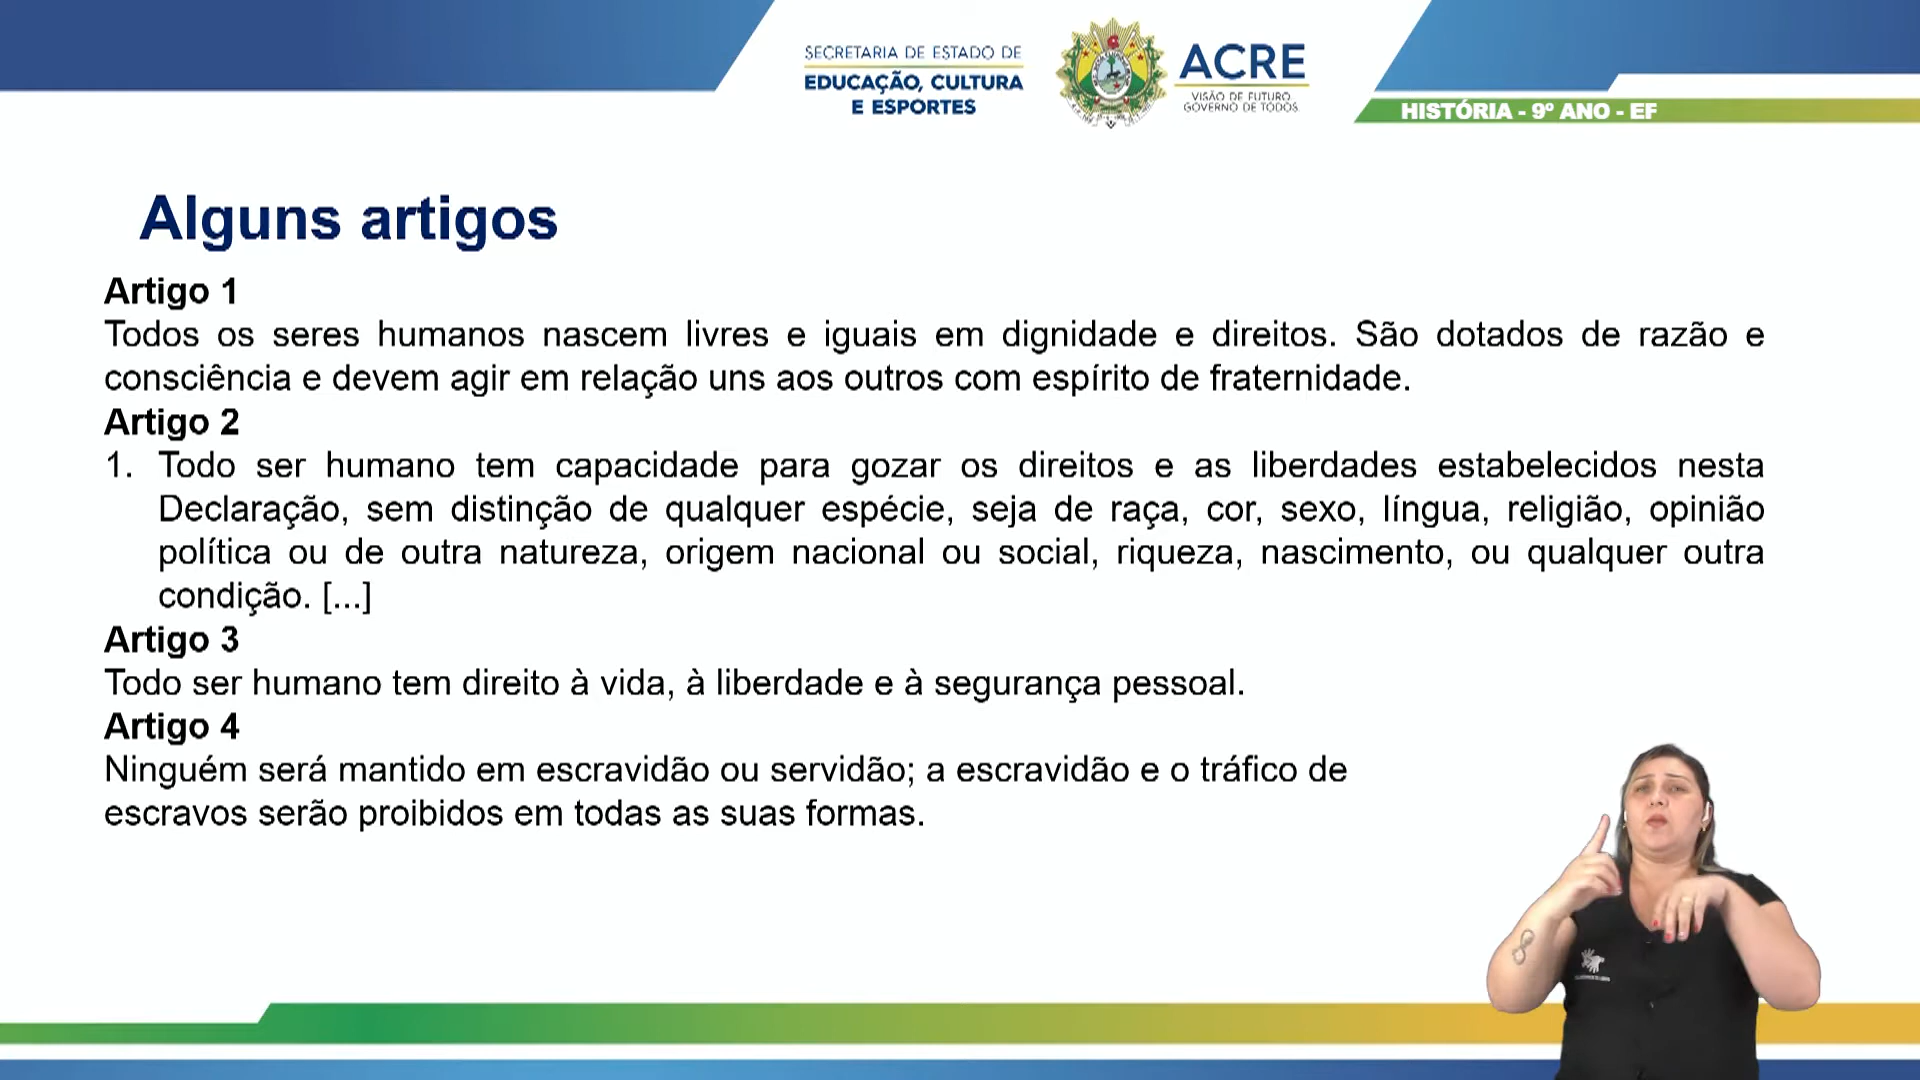 SECRETARIA DE ESTADO DE
EDUCAÇÃO, CULTURA
E ESPORTES
ACRE
VISÃO DE FUTURO
GOVERNO DE TODOS
HISTÓRIA - 9º ANO - EF
Alguns artigos
Artigo 1
Todos os seres humanos nascem livres e iguais em dignidade e direitos. São dotados de razão e
consciência e devem agir em relação uns aos outros com espírito de fraternidade.
Artigo 2
1. Todo ser humano tem capacidade para gozar os direitos e as liberdades estabelecidos nesta
Declaração, sem distinção de qualquer espécie, seja de raça, cor, sexo, língua, religião, opinião
política ou de outra natureza, origem nacional ou social, riqueza, nascimento, ou qualquer outra
condição. [...]
Artigo 3
Todo ser humano tem direito à vida, à liberdade e à segurança pessoal.
Artigo 4
Ninguém será mantido em escravidão ou servidão; a escravidão e o tráfico de
escravos serão proibidos em todas as suas formas.